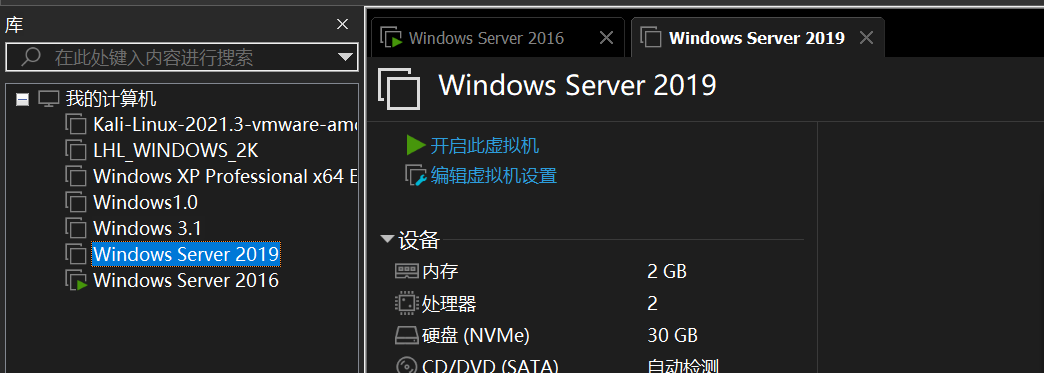 库
在此处键入内容进行搜索
我的计算机
Kali-Linux-2021.3-vmware-am
LHL_WINDOWS_2K
Windows XP Professional x64 E
Windows1.0
Windows 3.1
Windows Server 2019
Windows Server 2016
Windows Server 2016
Windows Server 2019
Windows Server 2019
开启此虚拟机
编辑虚拟机设置
设备
内存 2 GB
处理器 2
硬盘 (NVMe) 30 GB
CD/DVD (SATA) 自动检测